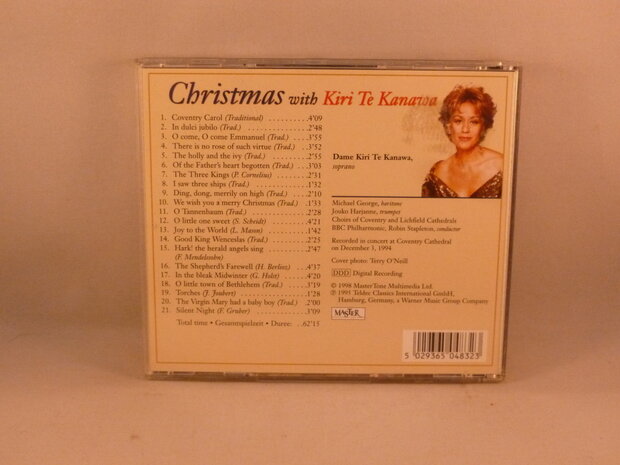 Christmas with Kiri Te Kanawa
1. Coventry Carol (Traditional) ..........4'09
2. In dulci jubilo (Trad.) ..........2'48
3. O come, O come Emmanuel (Trad.) ....3'55
4. There is no rose of such virtue (Trad.) ...3'52
5. The holly and the ivy (Trad.) ..........2'55
6. Of the Father's heart begotten (Trad.) ...3'03
7. The Three Kings (P. Cornelius) ..........2'31
8. I saw three ships (Trad.) ..........1'32
9. Ding, dong, merrily on high (Trad.) ....2'10
10. We wish you a merry Christmas (Trad.) ..1'33
11. O Tannenbaum (Trad.) ..........2'28
12. O little one sweet (S. Scheidt) ..........4'21
13. Joy to the World (L. Mason) ..........1'42
14. Good King Wenceslas (Trad.) ..........2'25
15. Hark! the herald angels sing ..........2'47
(F. Mendelssohn)
16. The Shepherd's Farewell (H. Berlioz) ....4'37
17. In the bleak Midwinter (G. Holst) ......4'20
18. O little town of Bethlehem (Trad.) ......3'19
19. Torches (J. Joubert) ..........1'28
20. The Virgin Mary had a baby boy (Trad.) ..2'00
21. Silent Night (F. Gruber) ..........3'09
Total time • Gesamtspielzeit • Duree: ..62'15
Dame Kiri Te Kanawa,
soprano
Michael George, baritone
Jouko Harjanne, trumpet
Choirs of Coventry and Lichfield Cathedrals
BBC Philharmonic, Robin Stapleton, conductor
Recorded in concert at Coventry Cathedral
on December 3, 1994
Cover photo: Terry O'Neill
DDD Digital Recording
© 1998 MasterTone Multimedia Ltd.
℗ 1995 Teldec Classics International GmbH,
Hamburg, Germany, a Warner Music Group Company
MASTER
5 029365 048323